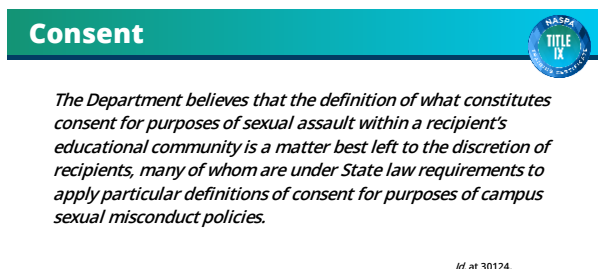 Consent
NASPA
TITLE
IX
TRAINING CERTIFICATE
The Department believes that the definition of what constitutes
consent for purposes of sexual assault within a recipient's
educational community is a matter best left to the discretion of
recipients, many of whom are under State law requirements to
apply particular definitions of consent for purposes of campus
sexual misconduct policies.
Id. at 30124.